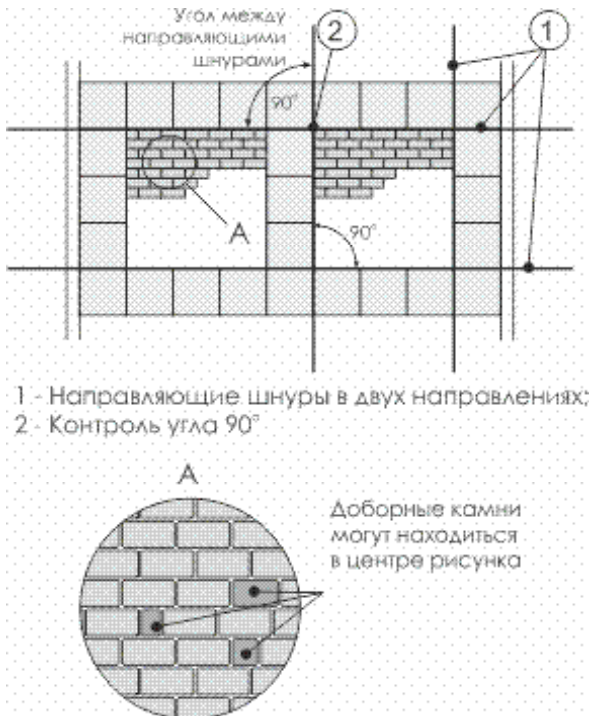 Угол между
направляющими
шнурами
2
1
90°
А
90°
1 - Направляющие шнуры в двух направлениях;
2 - Контроль угла 90°
А
Доборные камни
могут находиться
в центре рисунка